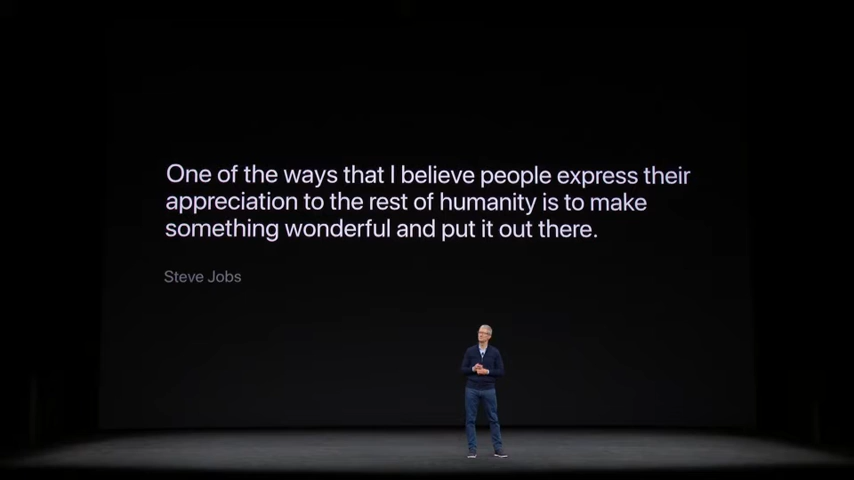 One of the ways that I believe people express their
appreciation to the rest of humanity is to make
something wonderful and put it out there.
Steve Jobs